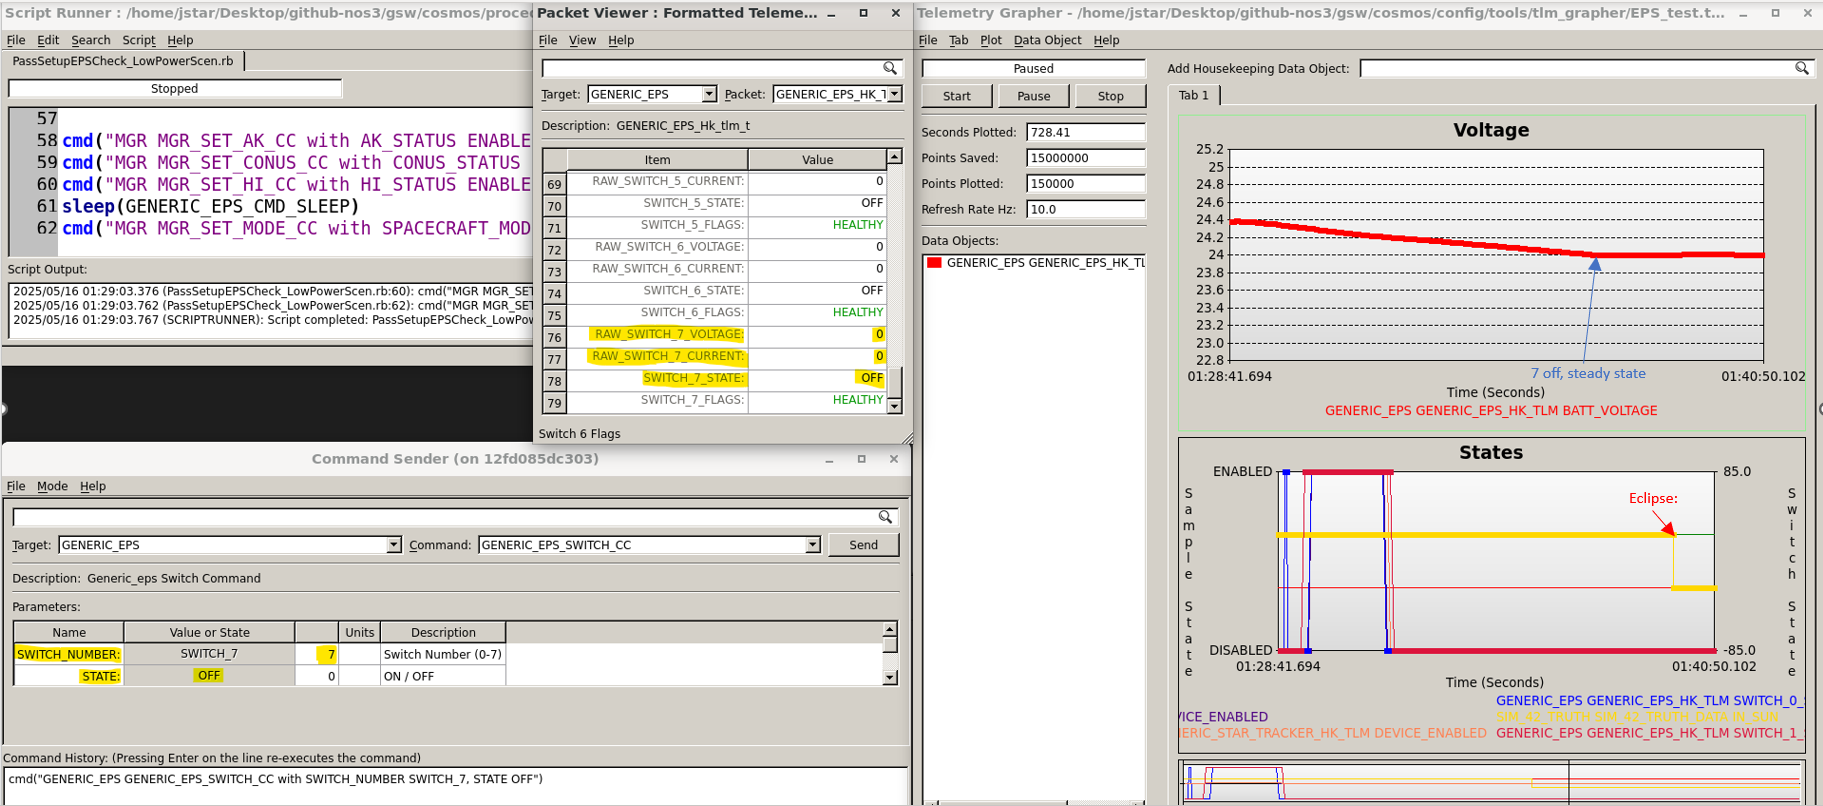 Script Runner : /home/jstar/Desktop/github-nos3/gsw/cosmos/proced
File Edit Search Script Help
PassSetupEPSCheck_LowPowerScen.rb
Stopped
57
58 cmd("MGR MGR_SET_AK_CC with AK_STATUS ENABLE
59 cmd("MGR MGR_SET_CONUS_CC with CONUS_STATUS
60 cmd("MGR MGR_SET_HI_CC with HI_STATUS ENABLE
61 sleep(GENERIC_EPS_CMD_SLEEP)
62 cmd("MGR MGR_SET_MODE_CC with SPACECRAFT_MOD
Script Output:
2025/05/16 01:29:03.376 (PassSetupEPSCheck_LowPowerScen.rb:60): cmd("MGR MGR_SET
2025/05/16 01:29:03.762 (PassSetupEPSCheck_LowPowerScen.rb:62): cmd("MGR MGR_SET
2025/05/16 01:29:03.767 (SCRIPTRUNNER): Script completed: PassSetupEPSCheck_LowPow
Packet Viewer : Formatted Teleme...
File View Help
Target: GENERIC_EPS Packet: GENERIC_EPS_HK_T
Description: GENERIC_EPS_Hk_tlm_t
Item Value
69 RAW_SWITCH_5_CURRENT: 0
70 SWITCH_5_STATE: OFF
71 SWITCH_5_FLAGS: HEALTHY
72 RAW_SWITCH_6_VOLTAGE: 0
73 RAW_SWITCH_6_CURRENT: 0
74 SWITCH_6_STATE: OFF
75 SWITCH_6_FLAGS: HEALTHY
76 RAW_SWITCH_7_VOLTAGE: 0
77 RAW_SWITCH_7_CURRENT: 0
78 SWITCH_7_STATE: OFF
79 SWITCH_7_FLAGS: HEALTHY
Switch 6 Flags
Command Sender (on 12fd085dc303)
File Mode Help
Target: GENERIC_EPS Command: GENERIC_EPS_SWITCH_CC Send
Description: Generic_eps Switch Command
Parameters:
Name Value or State Units Description
SWITCH_NUMBER: SWITCH_7 7 Switch Number (0-7)
STATE: OFF 0 ON / OFF
Command History: (Pressing Enter on the line re-executes the command)
cmd("GENERIC_EPS GENERIC_EPS_SWITCH_CC with SWITCH_NUMBER SWITCH_7, STATE OFF")
Telemetry Grapher - /home/jstar/Desktop/github-nos3/gsw/cosmos/config/tools/tlm_grapher/EPS_test.t...
File Tab Plot Data Object Help
Paused
Start Pause Stop
Seconds Plotted: 728.41
Points Saved: 15000000
Points Plotted: 150000
Refresh Rate Hz: 10.0
Data Objects:
GENERIC_EPS GENERIC_EPS_HK_TL
Add Housekeeping Data Object:
Tab 1
Voltage
25.2
25
24.8
24.6
24.4
24.2
24
23.8
23.6
23.4
23.2
23.0
22.8
7 off, steady state
01:28:41.694 01:40:50.102
Time (Seconds)
GENERIC_EPS GENERIC_EPS_HK_TLM BATT_VOLTAGE
States
ENABLED 85.0
Eclipse:
Sample State
Switch State
DISABLED -85.0
01:28:41.694 01:40:50.102
Time (Seconds)
GENERIC_EPS GENERIC_EPS_HK_TLM SWITCH_0_
VICE_ENABLED SIM_42_TRUTH SIM_42_TRUTH_DATA IN_SUN
ERIC_STAR_TRACKER_HK_TLM DEVICE_ENABLED GENERIC_EPS GENERIC_EPS_HK_TLM SWITCH_1_